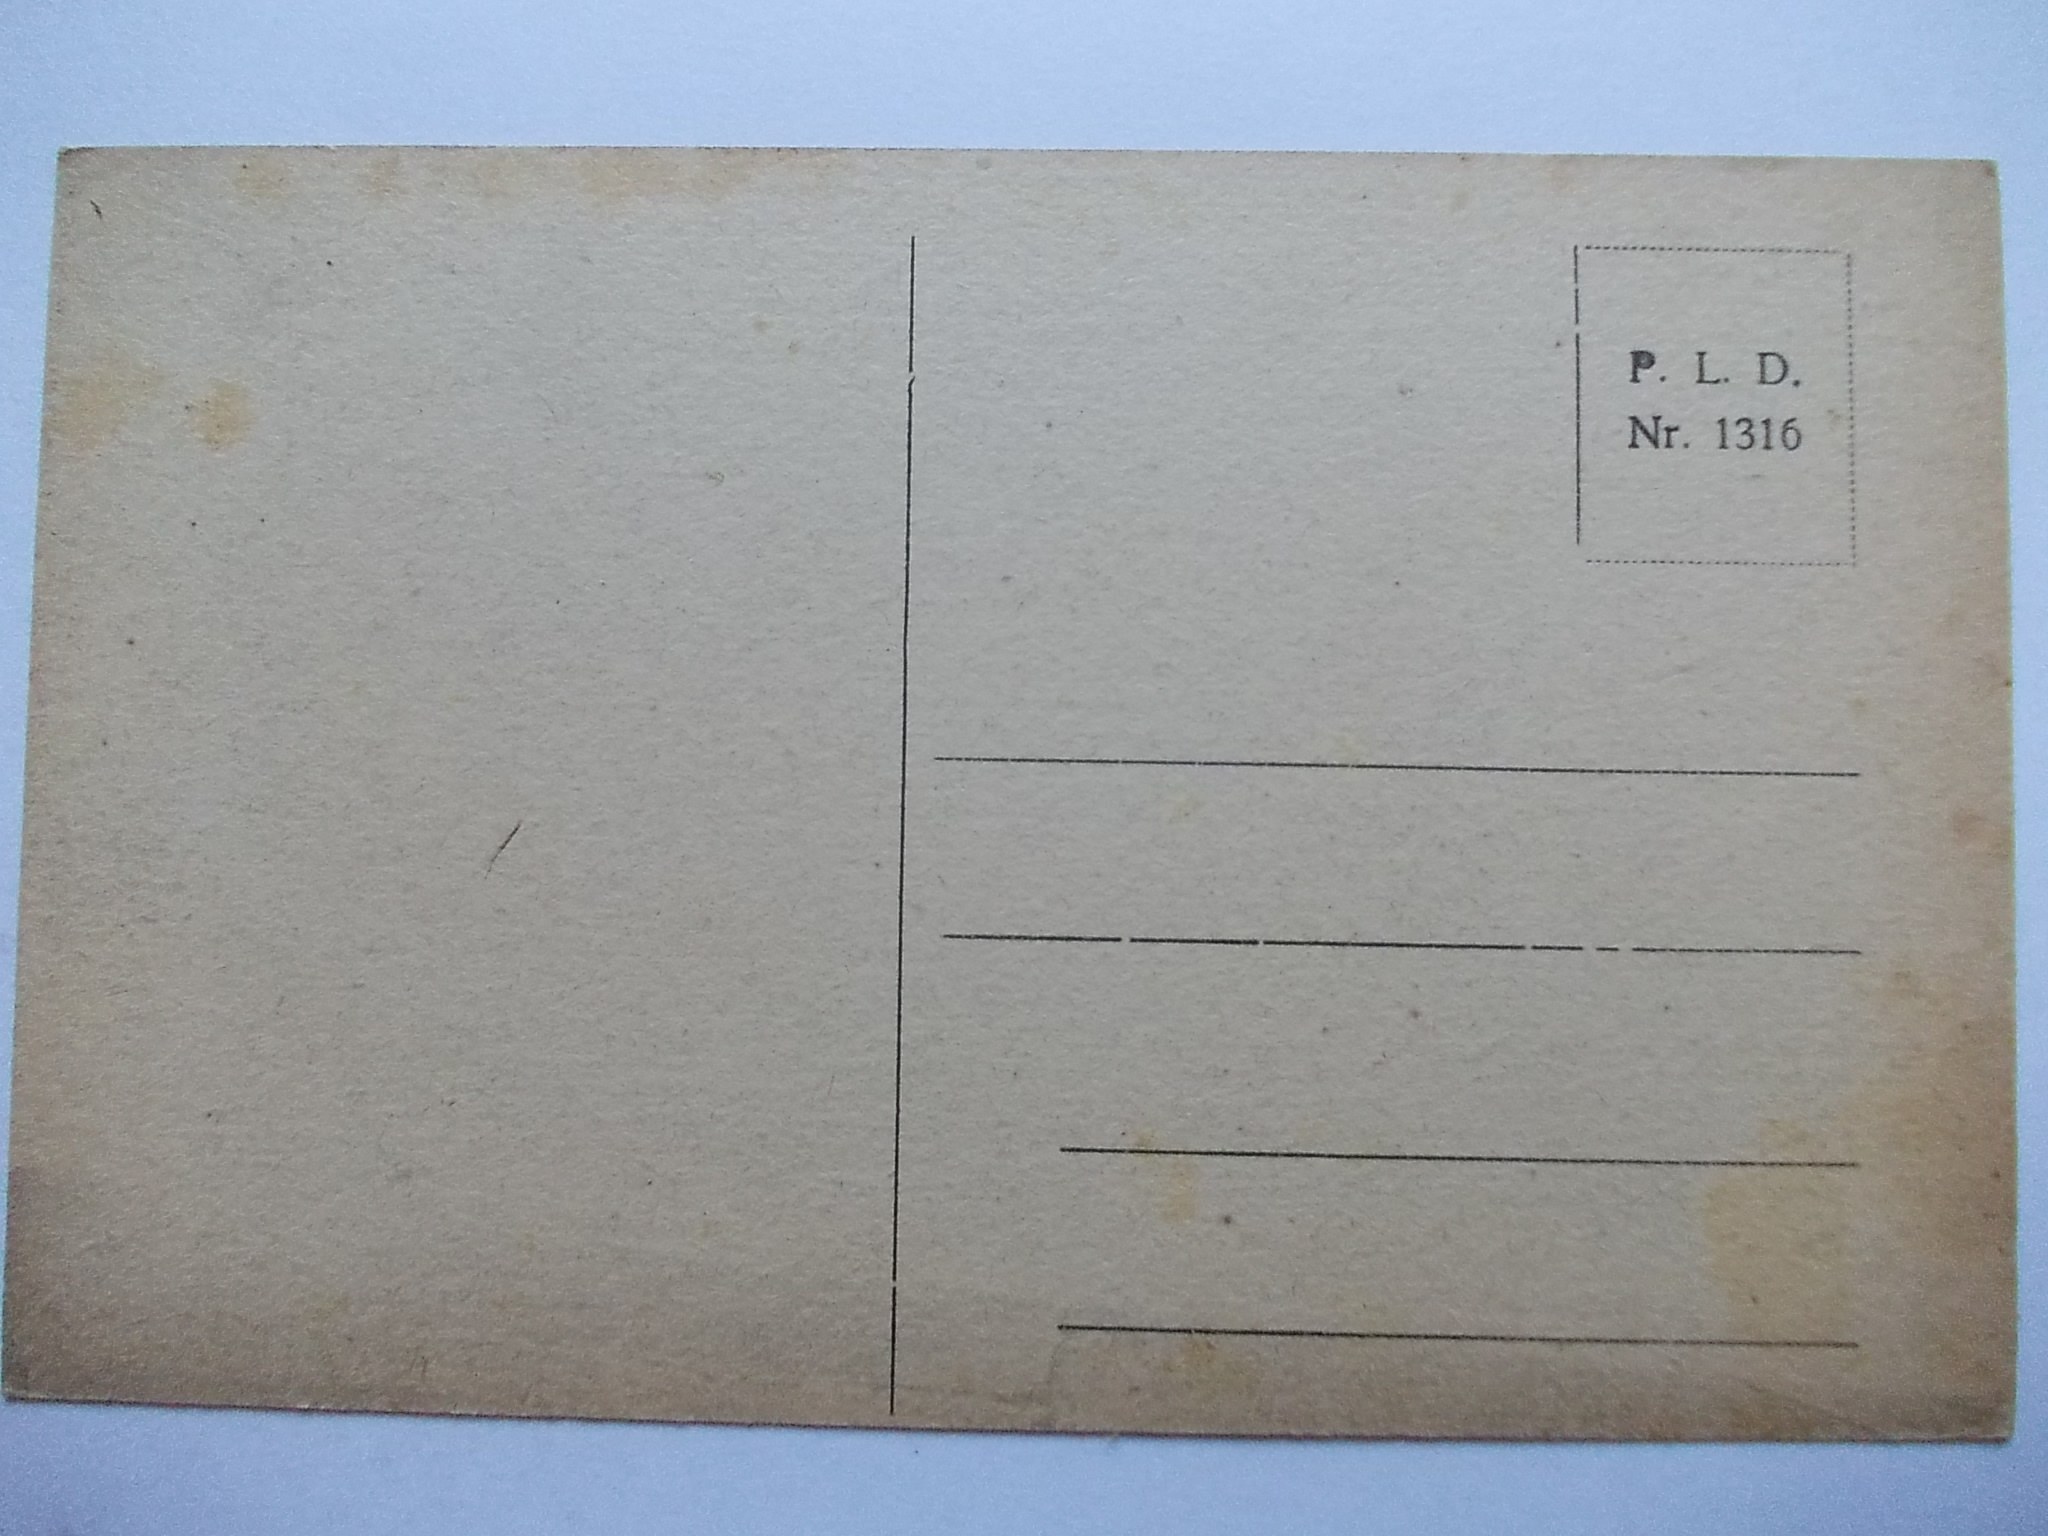 P. L. D.
Nr. 1316